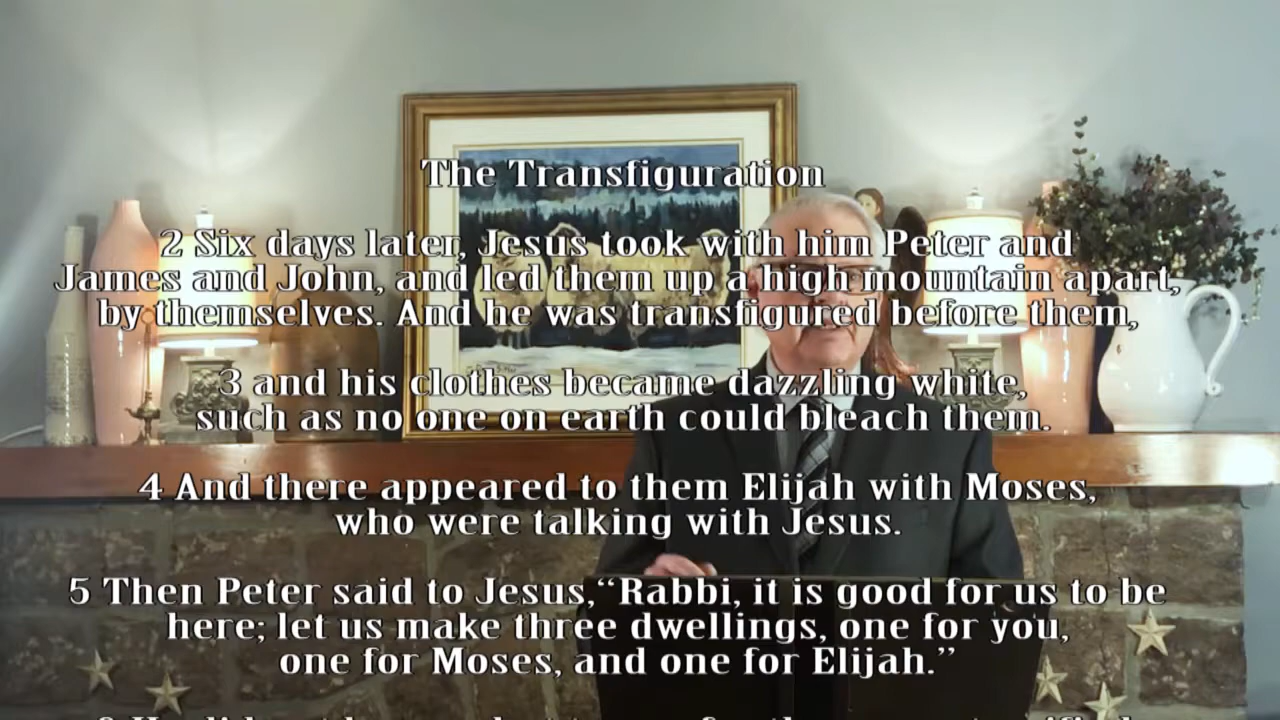 The Transfiguration
2 Six days later, Jesus took with him Peter and
James and John, and led them up a high mountain apart,
by themselves. And he was transfigured before them,
3 and his clothes became dazzling white,
such as no one on earth could bleach them.
4 And there appeared to them Elijah with Moses,
who were talking with Jesus.
5 Then Peter said to Jesus, “Rabbi, it is good for us to be
here; let us make three dwellings, one for you,
one for Moses, and one for Elijah.”